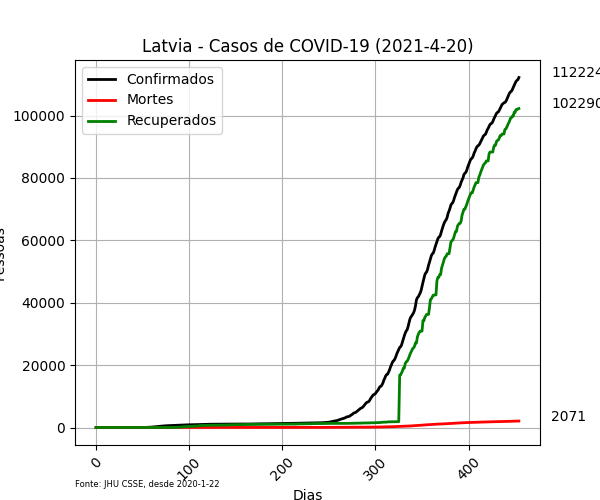 Latvia - Casos de COVID-19 (2021-4-20)
Confirmados
Mortes
Recuperados
112224
102290
2071
100000
80000
60000
40000
20000
0
0
100
200
300
400
Dias
Fonte: JHU CSSE, desde 2020-1-22